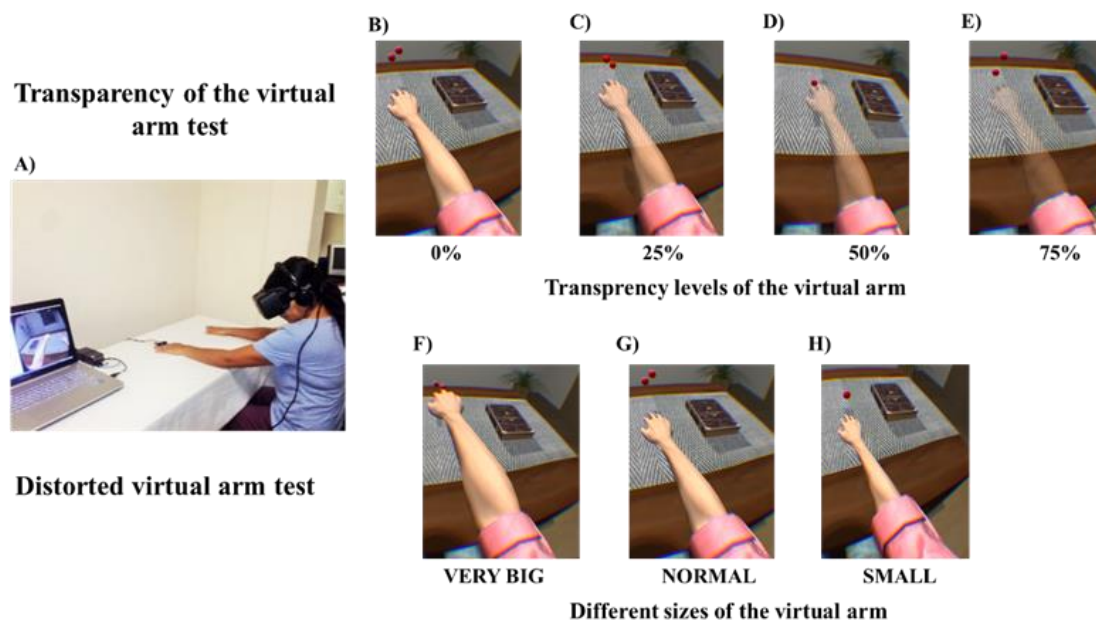 Transparency of the virtual
arm test
A)
B)
C)
D)
E)
0%
25%
50%
75%
Transprency levels of the virtual arm
Distorted virtual arm test
F)
G)
H)
VERY BIG
NORMAL
SMALL
Different sizes of the virtual arm